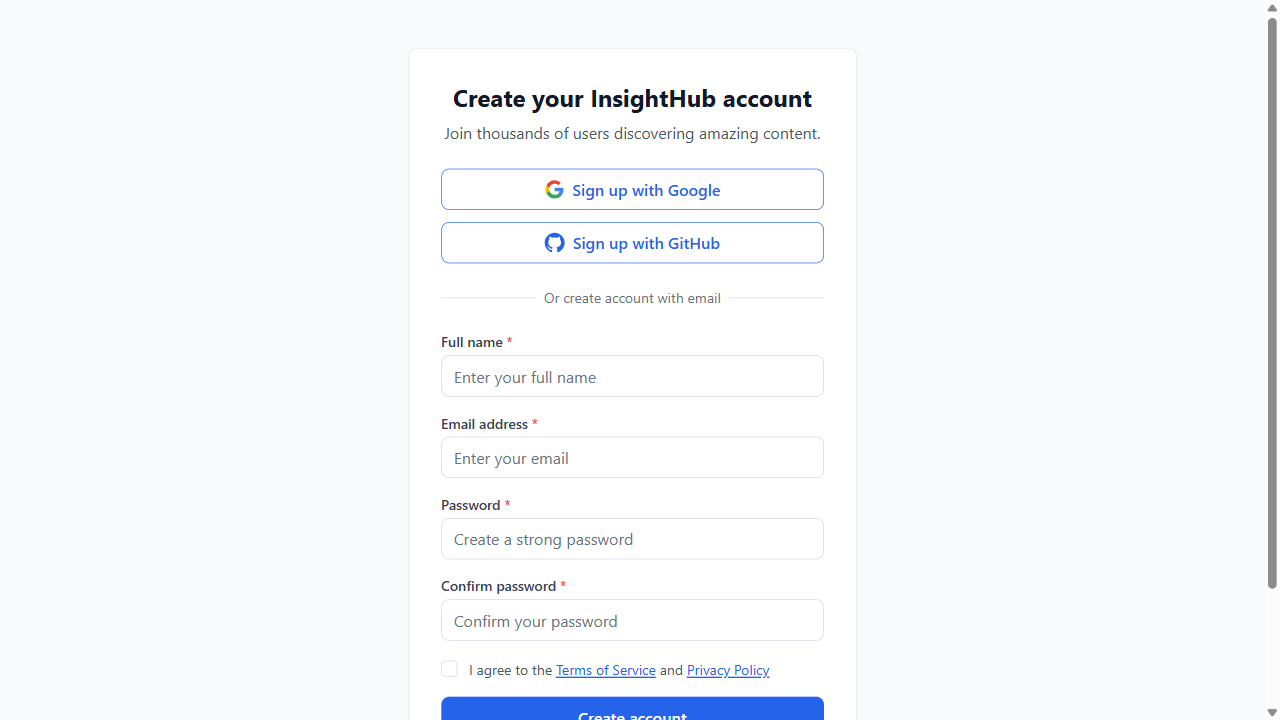 Create your InsightHub account
Join thousands of users discovering amazing content.
Sign up with Google
Sign up with GitHub
Or create account with email
Full name *
Enter your full name
Email address *
Enter your email
Password *
Create a strong password
Confirm password *
Confirm your password
I agree to the Terms of Service and Privacy Policy
Create account